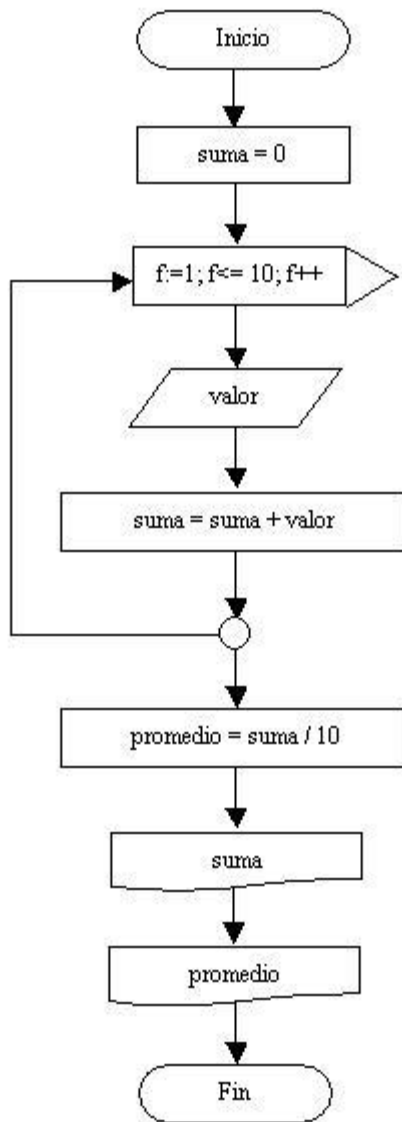 Inicio
suma = 0
f:=1; f<= 10; f++
valor
suma = suma + valor
promedio = suma / 10
suma
promedio
Fin